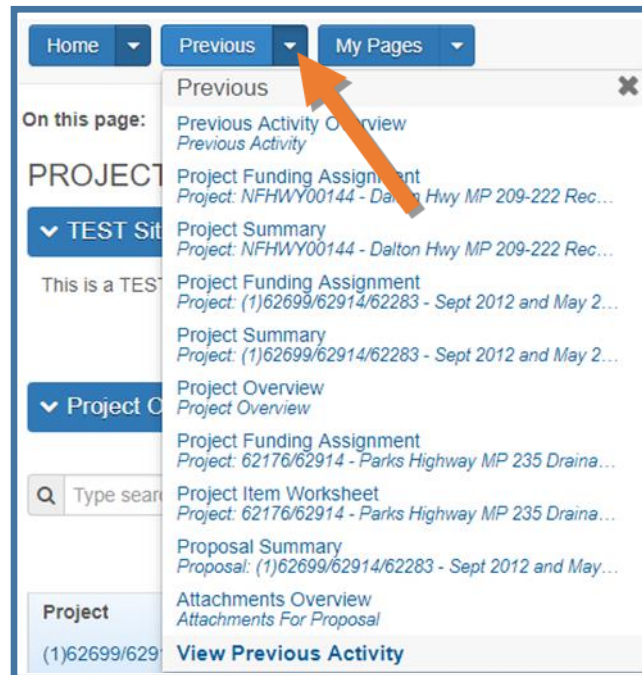 Home Previous My Pages
Previous
On this page:
Previous Activity Overview
Previous Activity
PROJECT
Project Funding Assignment
Project: NFHWY00144 - Dalton Hwy MP 209-222 Rec...
TEST Sit
Project Summary
Project: NFHWY00144 - Dalton Hwy MP 209-222 Rec...
This is a TEST
Project Funding Assignment
Project: (1)62699/62914/62283 - Sept 2012 and May 2...
Project Summary
Project: (1)62699/62914/62283 - Sept 2012 and May 2...
Project O
Project Overview
Project Overview
Project Funding Assignment
Project: 62176/62914 - Parks Highway MP 235 Draina...
Type sear
Project Item Worksheet
Project: 62176/62914 - Parks Highway MP 235 Draina...
Proposal Summary
Proposal: (1)62699/62914/62283 - Sept 2012 and May...
Project
Attachments Overview
Attachments For Proposal
(1)62699/629
View Previous Activity